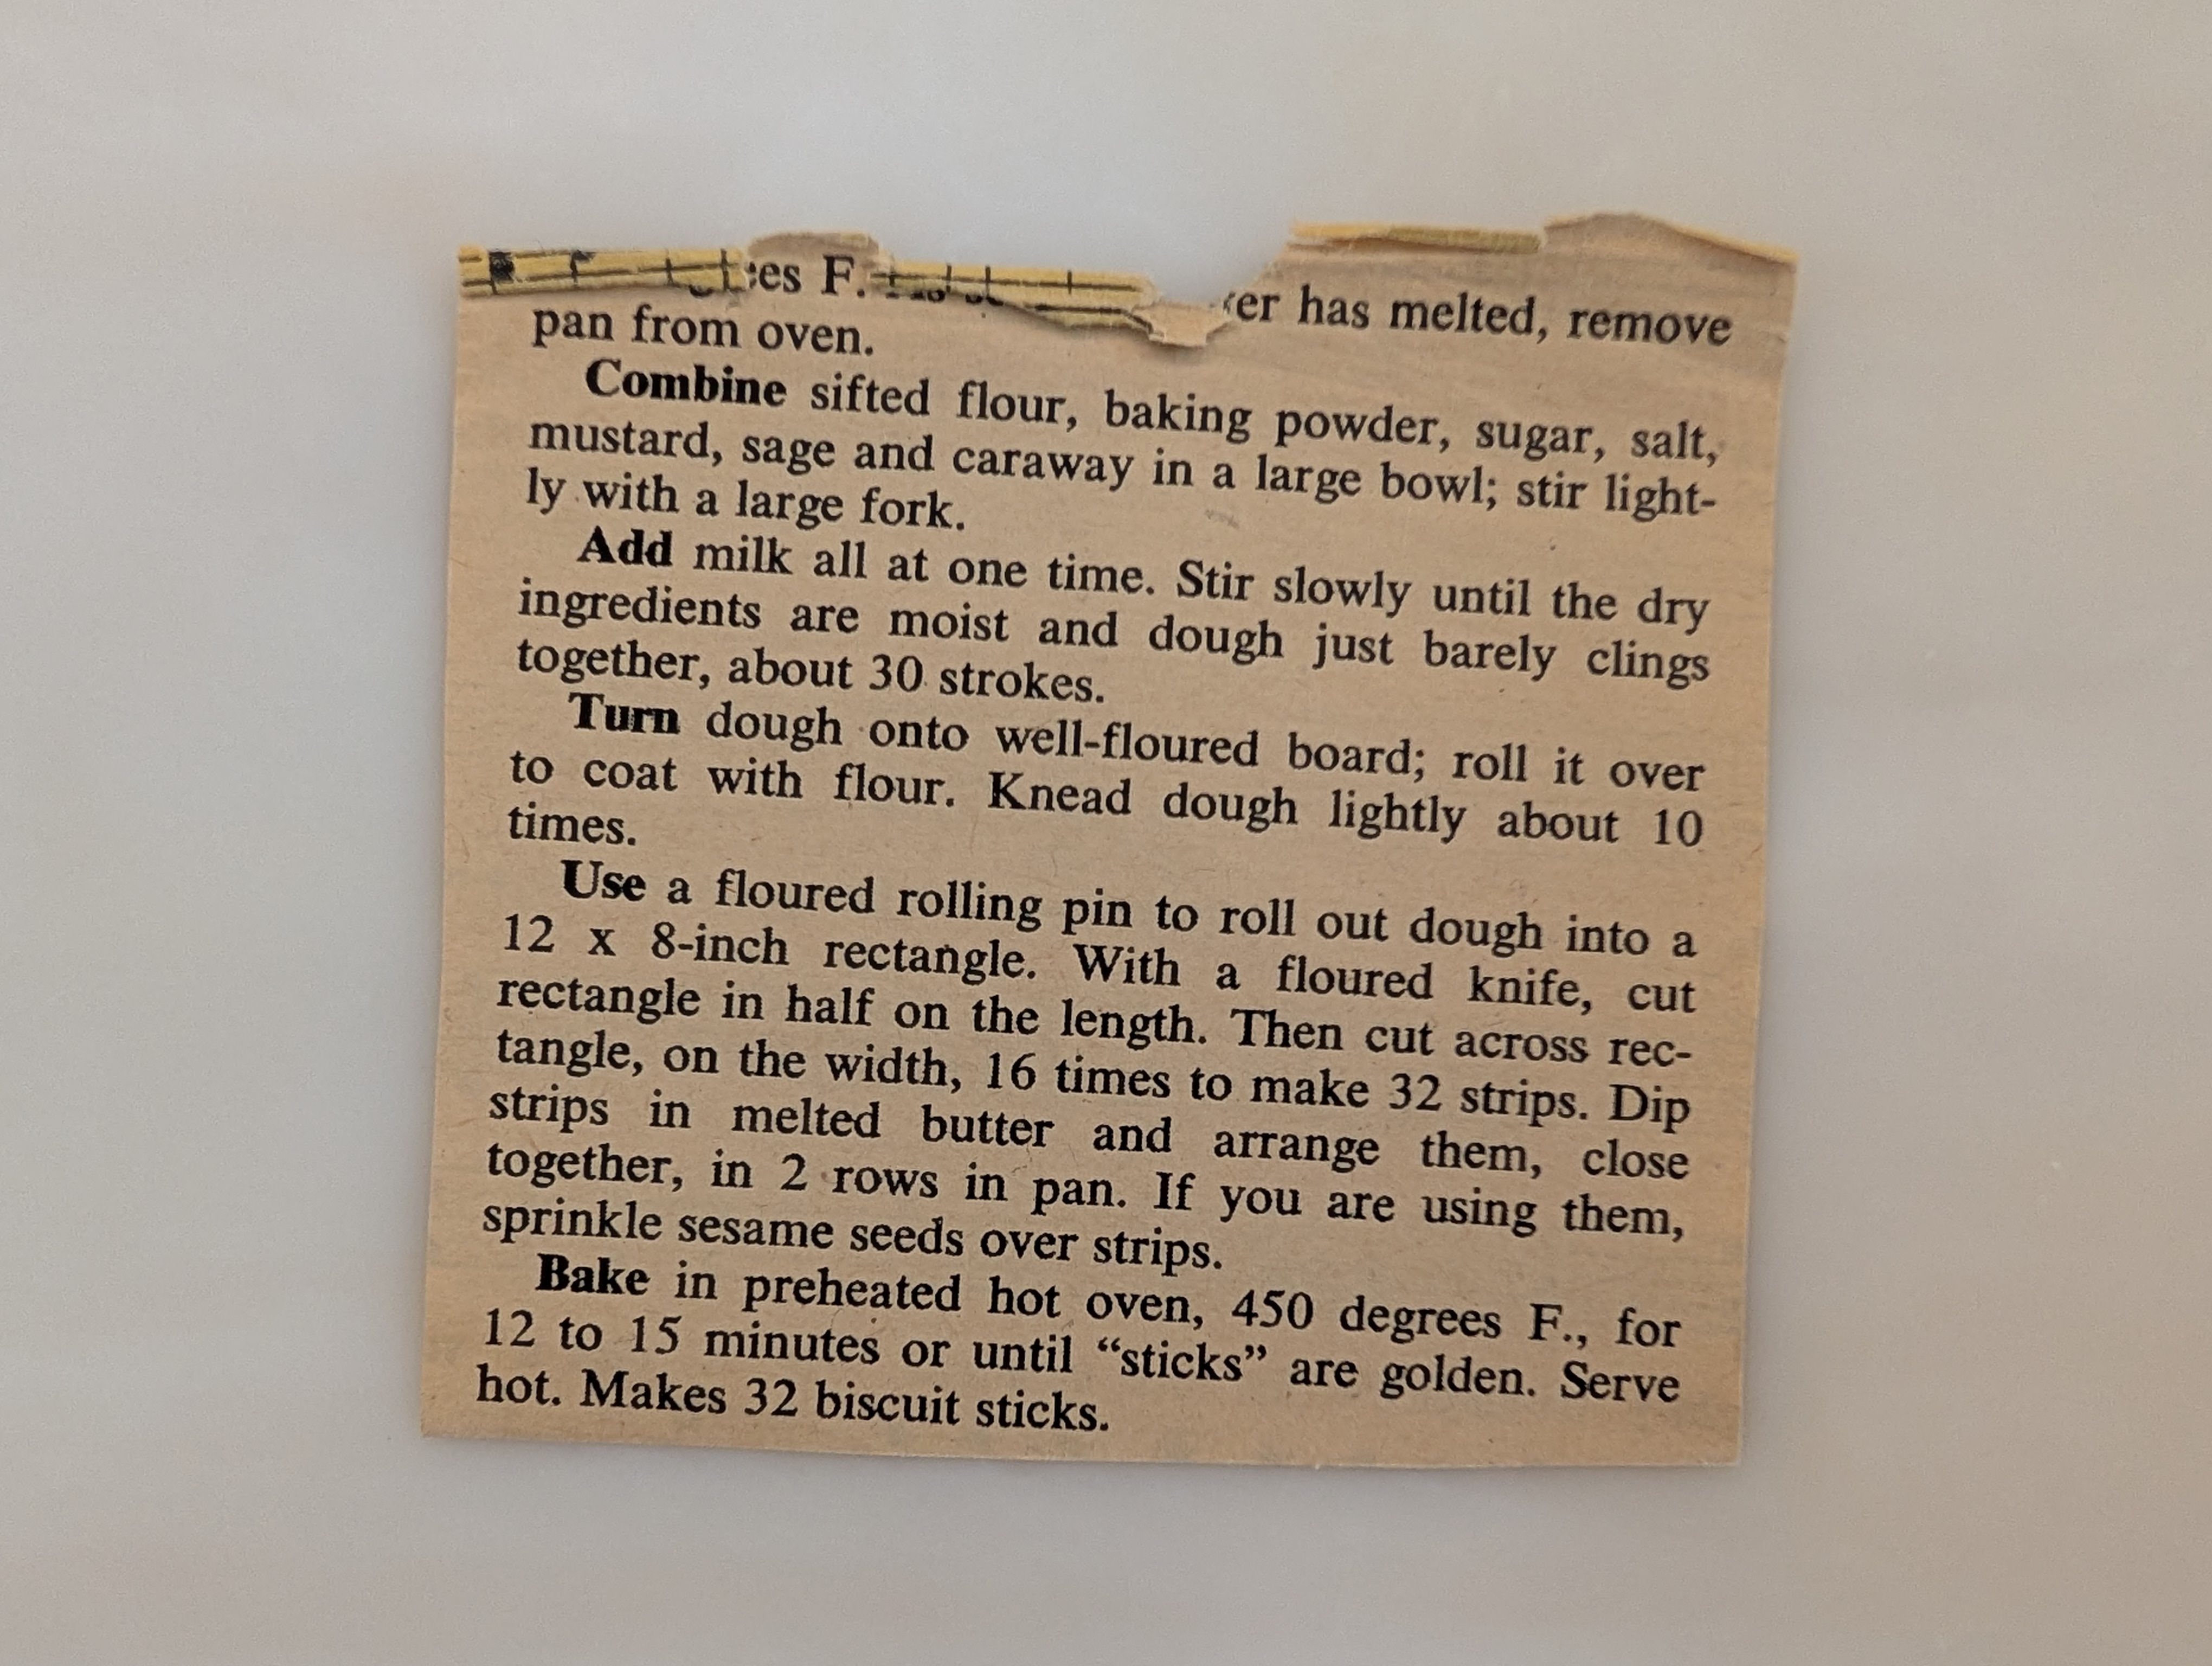 F. has melted, remove
pan from oven.
Combine sifted flour, baking powder, sugar, salt,
mustard, sage and caraway in a large bowl; stir light-
ly with a large fork.
Add milk all at one time. Stir slowly until the dry
ingredients are moist and dough just barely clings
together, about 30 strokes.
Turn dough onto well-floured board; roll it over
to coat with flour. Knead dough lightly about 10
times.
Use a floured rolling pin to roll out dough into a
12 x 8-inch rectangle. With a floured knife, cut
rectangle in half on the length. Then cut across rec-
tangle, on the width, 16 times to make 32 strips. Dip
strips in melted butter and arrange them, close
together, in 2 rows in pan. If you are using them,
sprinkle sesame seeds over strips.
Bake in preheated hot oven, 450 degrees F., for
12 to 15 minutes or until “sticks” are golden. Serve
hot. Makes 32 biscuit sticks.